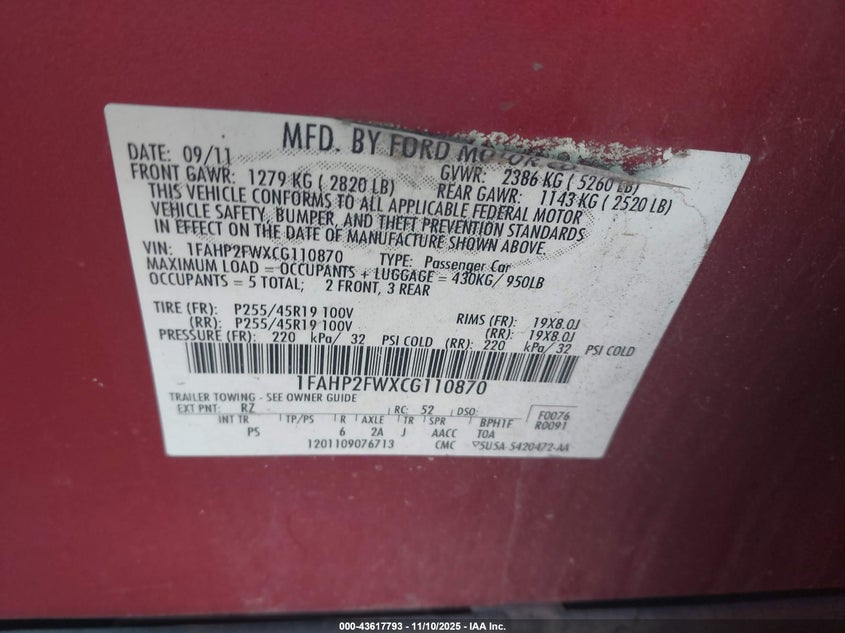 MFD. BY FORD MOTOR
DATE: 09/11
GVWR: 2386 KG ( 5260 LB)
FRONT GAWR: 1279 KG ( 2820 LB)
REAR GAWR: 1143 KG ( 2520 LB)
THIS VEHICLE CONFORMS TO ALL APPLICABLE FEDERAL MOTOR
VEHICLE SAFETY, BUMPER, AND THEFT PREVENTION STANDARDS
IN EFFECT ON THE DATE OF MANUFACTURE SHOWN ABOVE.
VIN: 1FAHP2FWXCG110870 TYPE: Passenger Car
MAXIMUM LOAD = OCCUPANTS + LUGGAGE = 430KG/ 950LB
OCCUPANTS = 5 TOTAL; 2 FRONT, 3 REAR
TIRE (FR): P255/45R19 100V RIMS (FR): 19X8.0J
(RR): P255/45R19 100V (RR): 19X8.0J
PRESSURE (FR): 220 kPa/ 32 PSI COLD (RR): 220 kPa/ 32 PSI COLD
1FAHP2FWXCG110870
TRAILER TOWING - SEE OWNER GUIDE
EXT PNT: RZ RC: 52 DSO: F0076
R0091
INT TR TP/PS R AXLE TR SPR BPH1F
PS 6 2A J AACC TOA
1201109076713 CMC 5U5A-5420472-AA
000-43617793 - 11/10/2025 - IAA Inc.